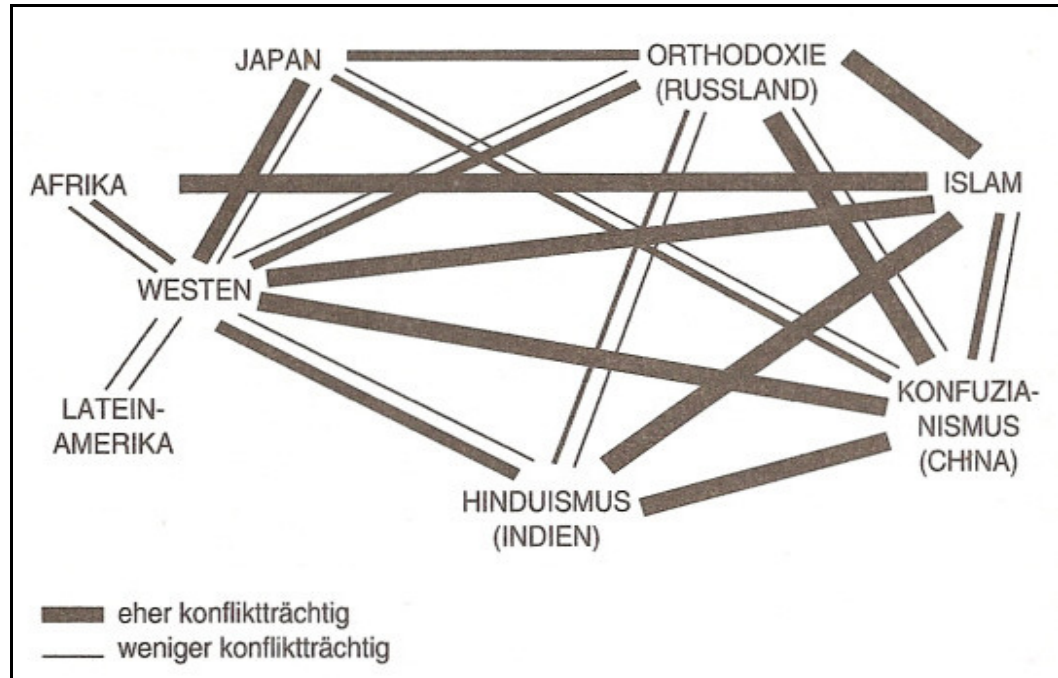 JAPAN
ORTHODOXIE
(RUSSLAND)
AFRIKA
ISLAM
WESTEN
LATEIN-
AMERIKA
KONFUZIA-
NISMUS
(CHINA)
HINDUISMUS
(INDIEN)
eher konfliktträchtig
weniger konfliktträchtig